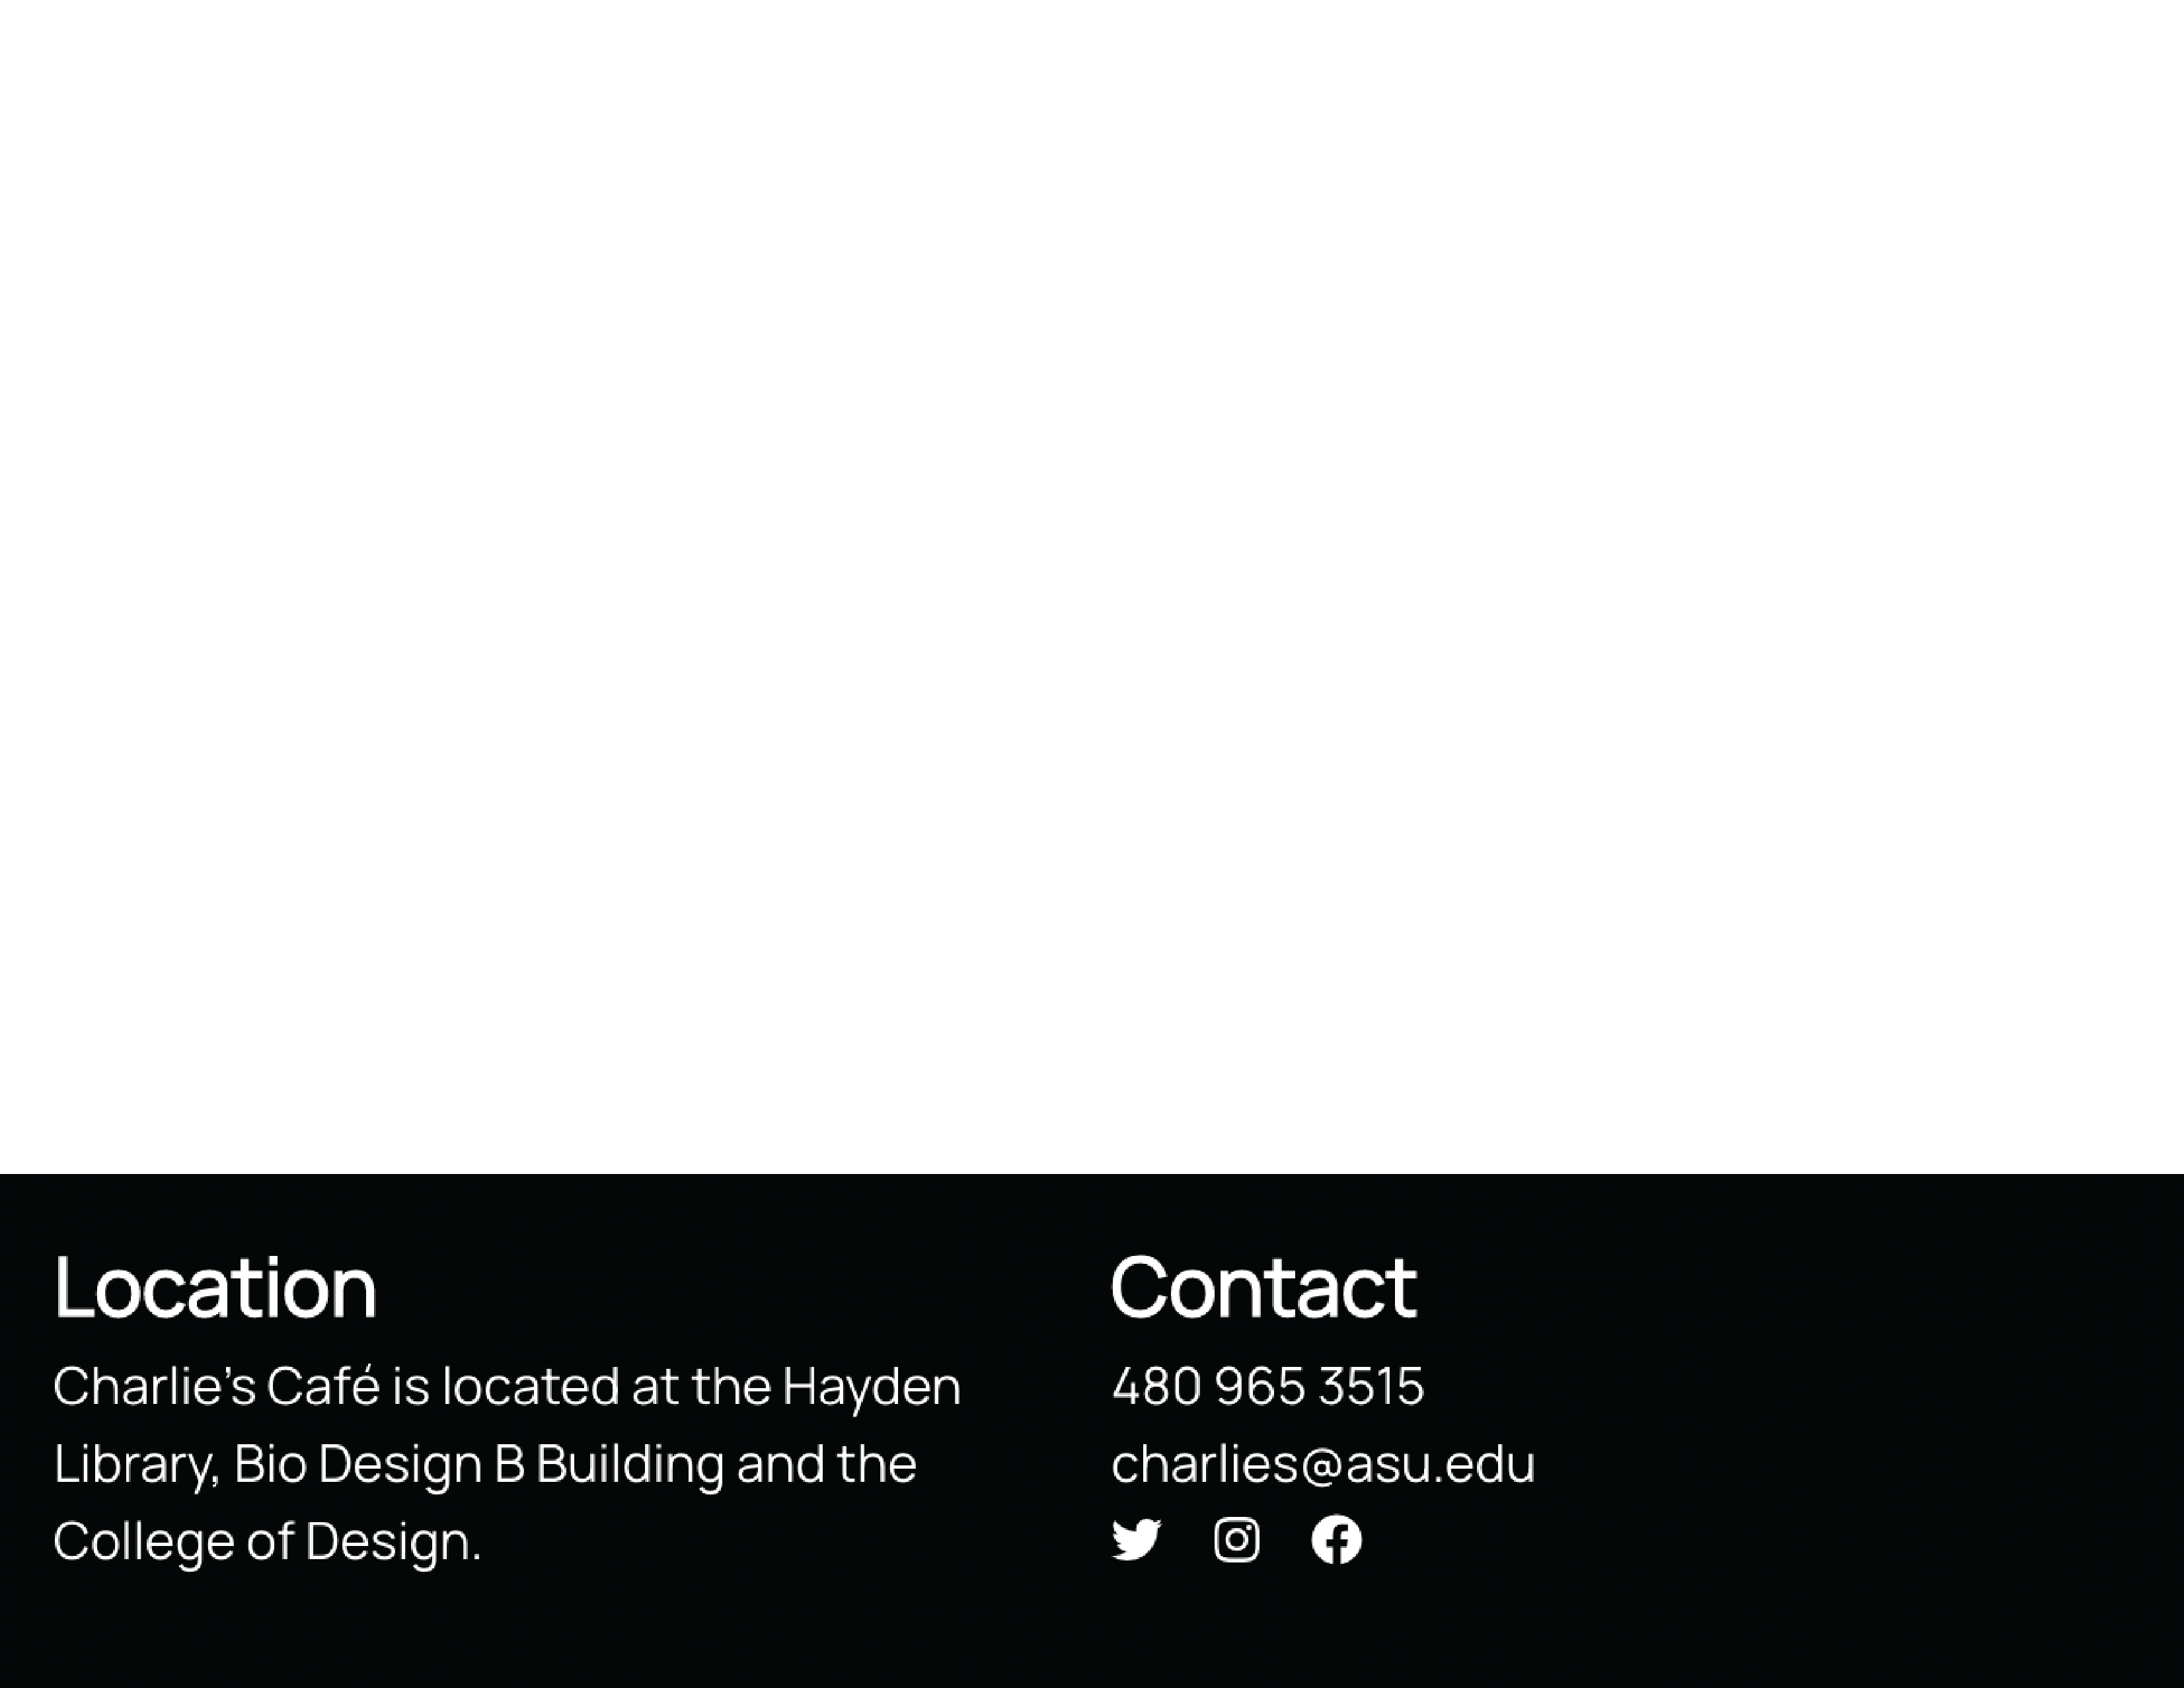 Location
Charlie’s Café is located at the Hayden
Library, Bio Design B Building and the
College of Design.
Contact
480 965 3515
charlies@asu.edu